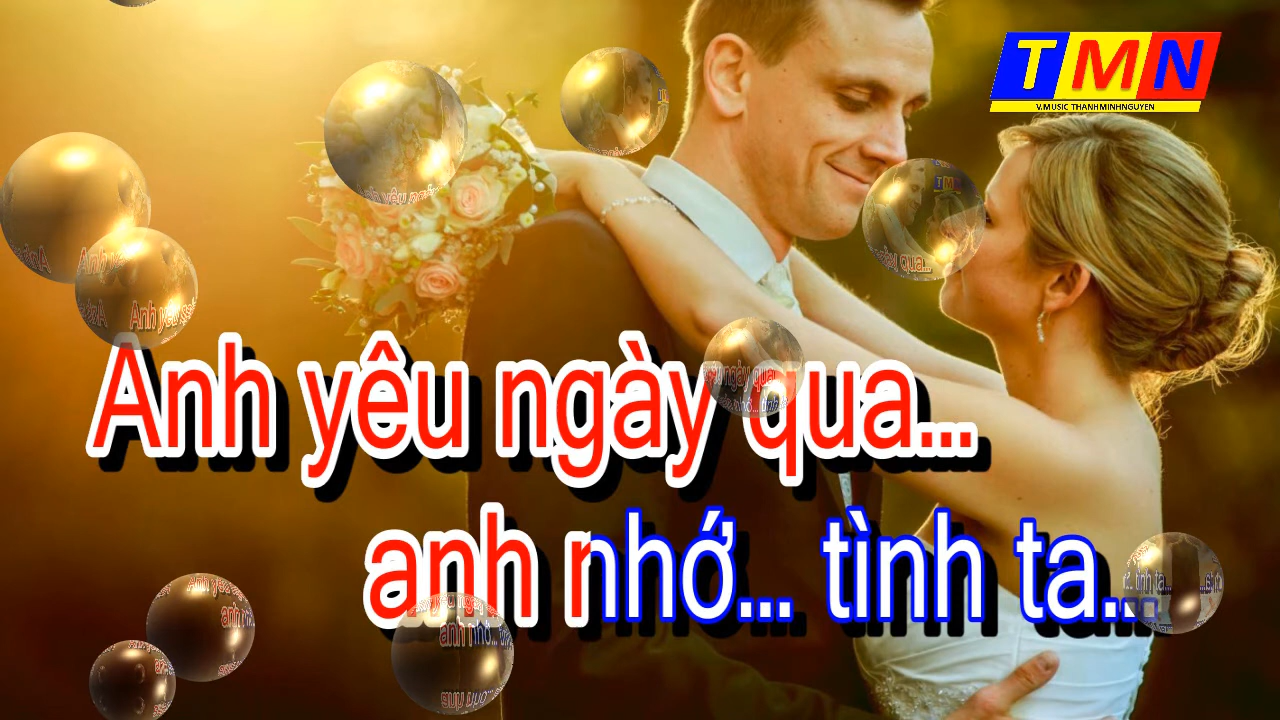 TMN
V.MUSIC THANHMINHNGUYEN
Anh yêu ngày qua...
anh nhớ... tình ta...